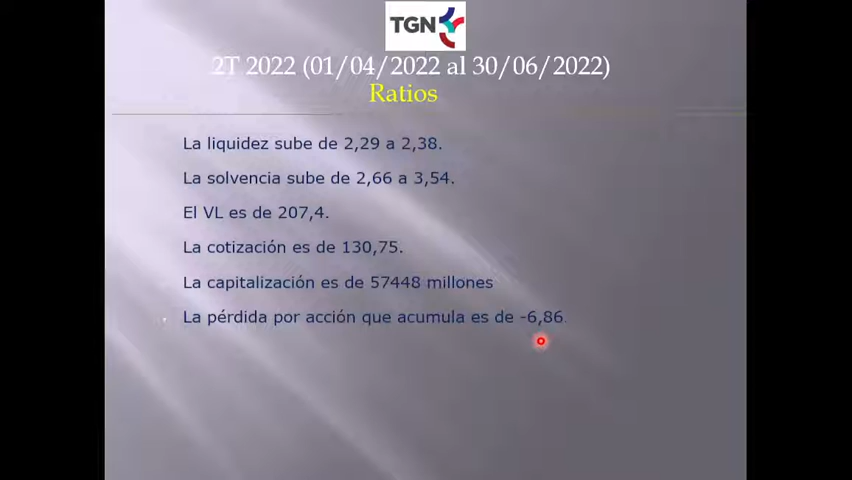 TGN
2T 2022 (01/04/2022 al 30/06/2022)
Ratios
La liquidez sube de 2,29 a 2,38.
La solvencia sube de 2,66 a 3,54.
El VL es de 207,4.
La cotización es de 130,75.
La capitalización es de 57448 millones
La pérdida por acción que acumula es de -6,86.